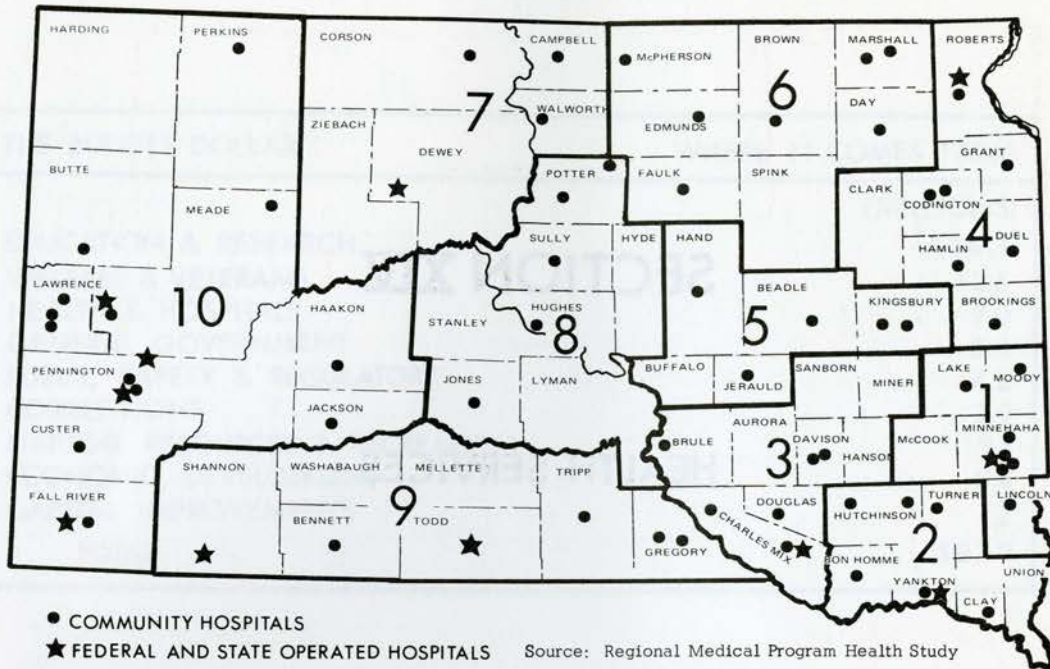 HARDING
PERKINS
CORSON
CAMPBELL
McPHERSON
BROWN
MARSHALL
ROBERTS
7
6
WALWORTH
DAY
ZIEBACH
DEWEY
EDMUNDS
GRANT
BUTTE
POTTER
FAULK
SPINK
CLARK
CODINGTON
MEADE
4
DUEL
SULLY
HYDE
HAND
HAMLIN
SECTION
LAWRENCE
0
HAAKON
STANLEY
HUGHES
8
BEADLE
5
KINGSBURY
BROOKINGS
PENNINGTON
JONES
LYMAN
BUFFALO
JERAULD
SANBORN
MINER
LAKE
MOODY
JACKSON
CUSTER
AURORA
BRULE
3
DAVISON
HANSON
McCOOK
MINNEHAHA
SHANNON
WASHABAUGH
MELLETTE
TRIPP
HEALTH SERVICES
FALL RIVER
DOUGLAS
HUTCHINSON
TURNER
LINCOLN
BENNETT
9
TODD
GREGORY
CHARLES MIX
2
BON HOMME
YANKTON
CLAY
UNION
● COMMUNITY HOSPITALS
★ FEDERAL AND STATE OPERATED HOSPITALS Source: Regional Medical Program Health Study